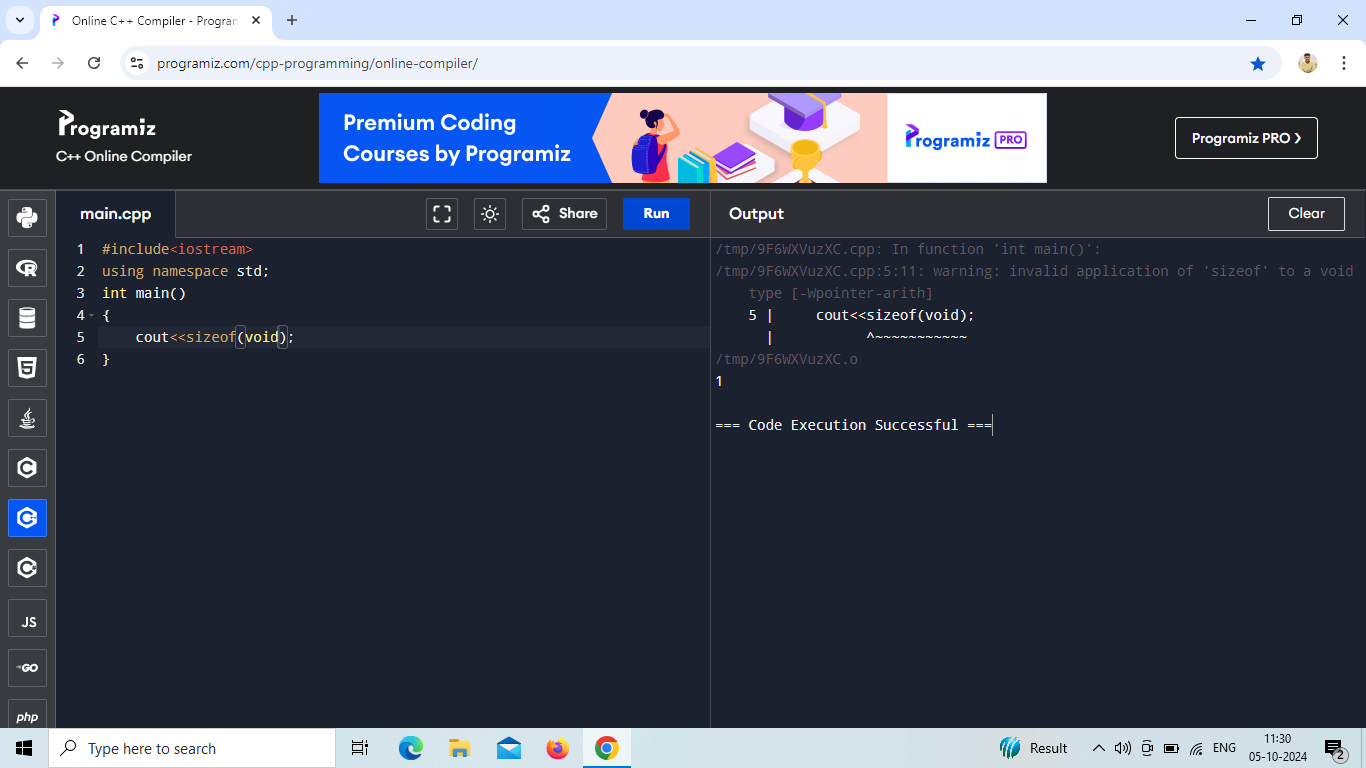 Online C++ Compiler - Program
programiz.com/cpp-programming/online-compiler/
Programiz
C++ Online Compiler
Premium Coding
Courses by Programiz
Programiz PRO
Programiz PRO >
main.cpp
Share
Run
Output
Clear
1 #include<iostream>
2 using namespace std;
3 int main()
4 {
5     cout<<sizeof(void);
6 }
/tmp/9F6WXVuzXC.cpp: In function 'int main()':
/tmp/9F6WXVuzXC.cpp:5:11: warning: invalid application of 'sizeof' to a void
    type [-Wpointer-arith]
    5 |     cout<<sizeof(void);
      |           ^~~~~~~~~~~~
/tmp/9F6WXVuzXC.o
1
=== Code Execution Successful ===
JS
GO
php
Type here to search
Result
ENG
11:30
05-10-2024
2